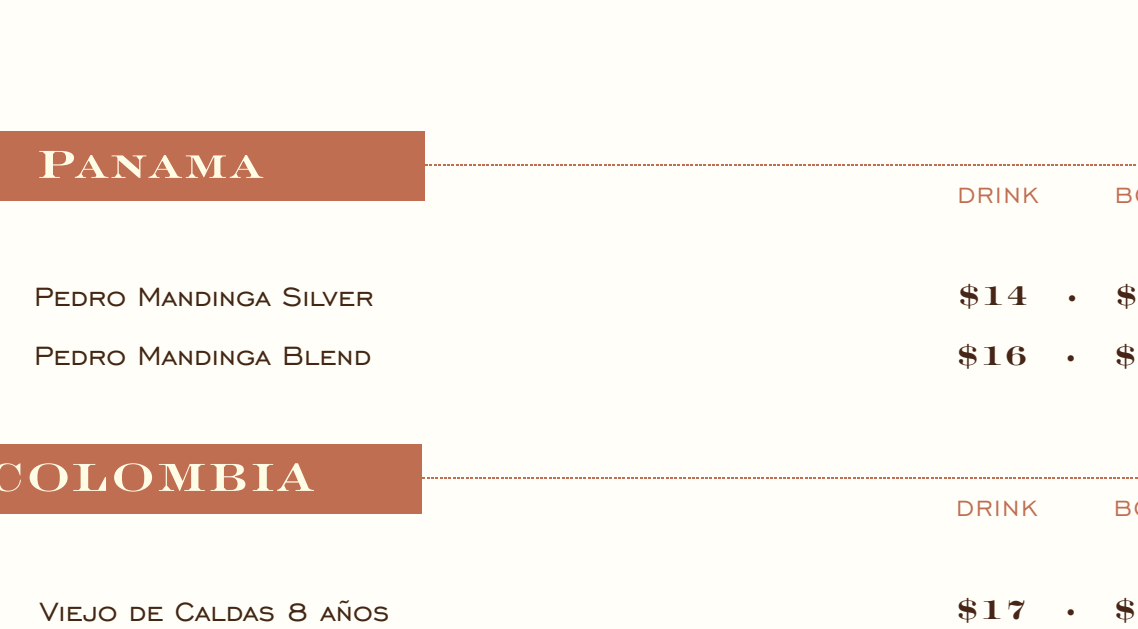 Panama
DRINK
Pedro Mandinga Silver $14 · $
Pedro Mandinga Blend $16 · $
COLOMBIA
DRINK
Viejo de Caldas 8 años $17 · $